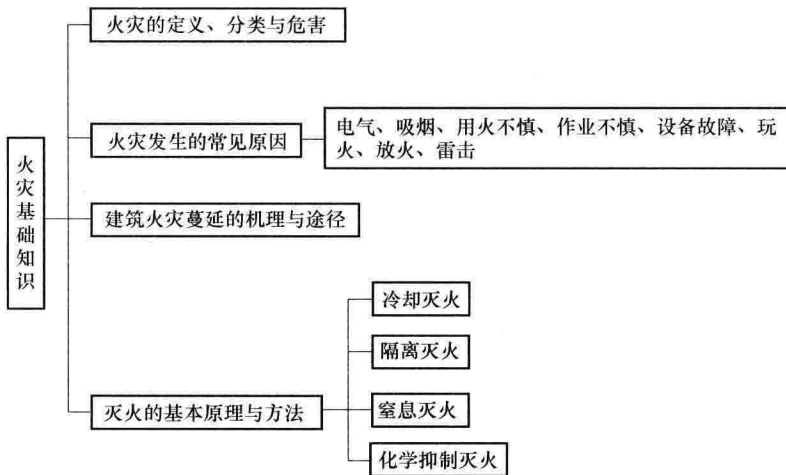 火灾基础知识
火灾的定义、分类与危害
火灾发生的常见原因
电气、吸烟、用火不慎、作业不慎、设备故障、玩
火、放火、雷击
建筑火灾蔓延的机理与途径
灭火的基本原理与方法
冷却灭火
隔离灭火
窒息灭火
化学抑制灭火